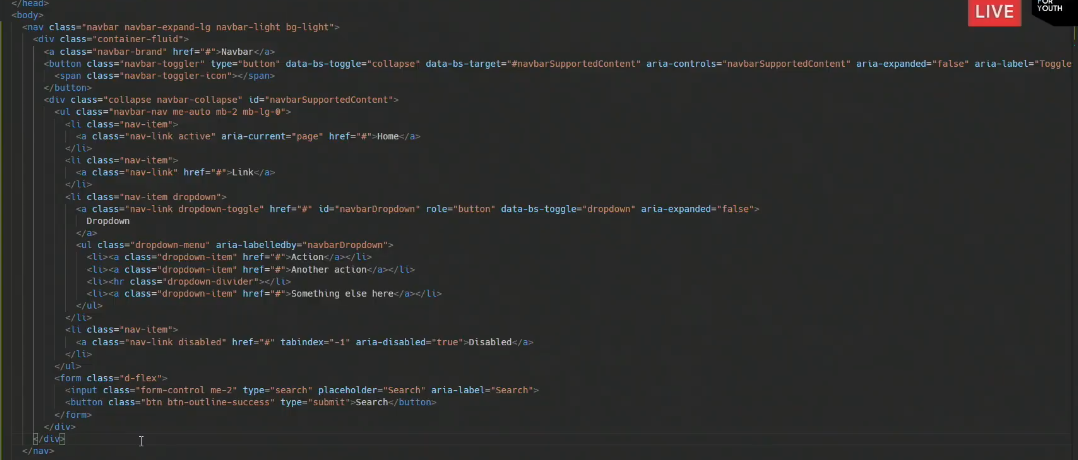 </head>
<body>
<nav class="navbar navbar-expand-lg navbar-light bg-light">
<div class="container-fluid">
<a class="navbar-brand" href="#">Navbar</a>
<button class="navbar-toggler" type="button" data-bs-toggle="collapse" data-bs-target="#navbarSupportedContent" aria-controls="navbarSupportedContent" aria-expanded="false" aria-label="Toggle
<span class="navbar-toggler-icon"></span>
</button>
<div class="collapse navbar-collapse" id="navbarSupportedContent">
<ul class="navbar-nav me-auto mb-2 mb-lg-0">
<li class="nav-item">
<a class="nav-link active" aria-current="page" href="#">Home</a>
</li>
<li class="nav-item">
<a class="nav-link" href="#">Link</a>
</li>
<li class="nav-item dropdown">
<a class="nav-link dropdown-toggle" href="#" id="navbarDropdown" role="button" data-bs-toggle="dropdown" aria-expanded="false">
Dropdown
</a>
<ul class="dropdown-menu" aria-labelledby="navbarDropdown">
<li><a class="dropdown-item" href="#">Action</a></li>
<li><a class="dropdown-item" href="#">Another action</a></li>
<li><hr class="dropdown-divider"></li>
<li><a class="dropdown-item" href="#">Something else here</a></li>
</ul>
</li>
<li class="nav-item">
<a class="nav-link disabled" href="#" tabindex="-1" aria-disabled="true">Disabled</a>
</li>
</ul>
<form class="d-flex">
<input class="form-control me-2" type="search" placeholder="Search" aria-label="Search">
<button class="btn btn-outline-success" type="submit">Search</button>
</form>
</div>
</div>
</nav>
LIVE
FOR
YOUTH